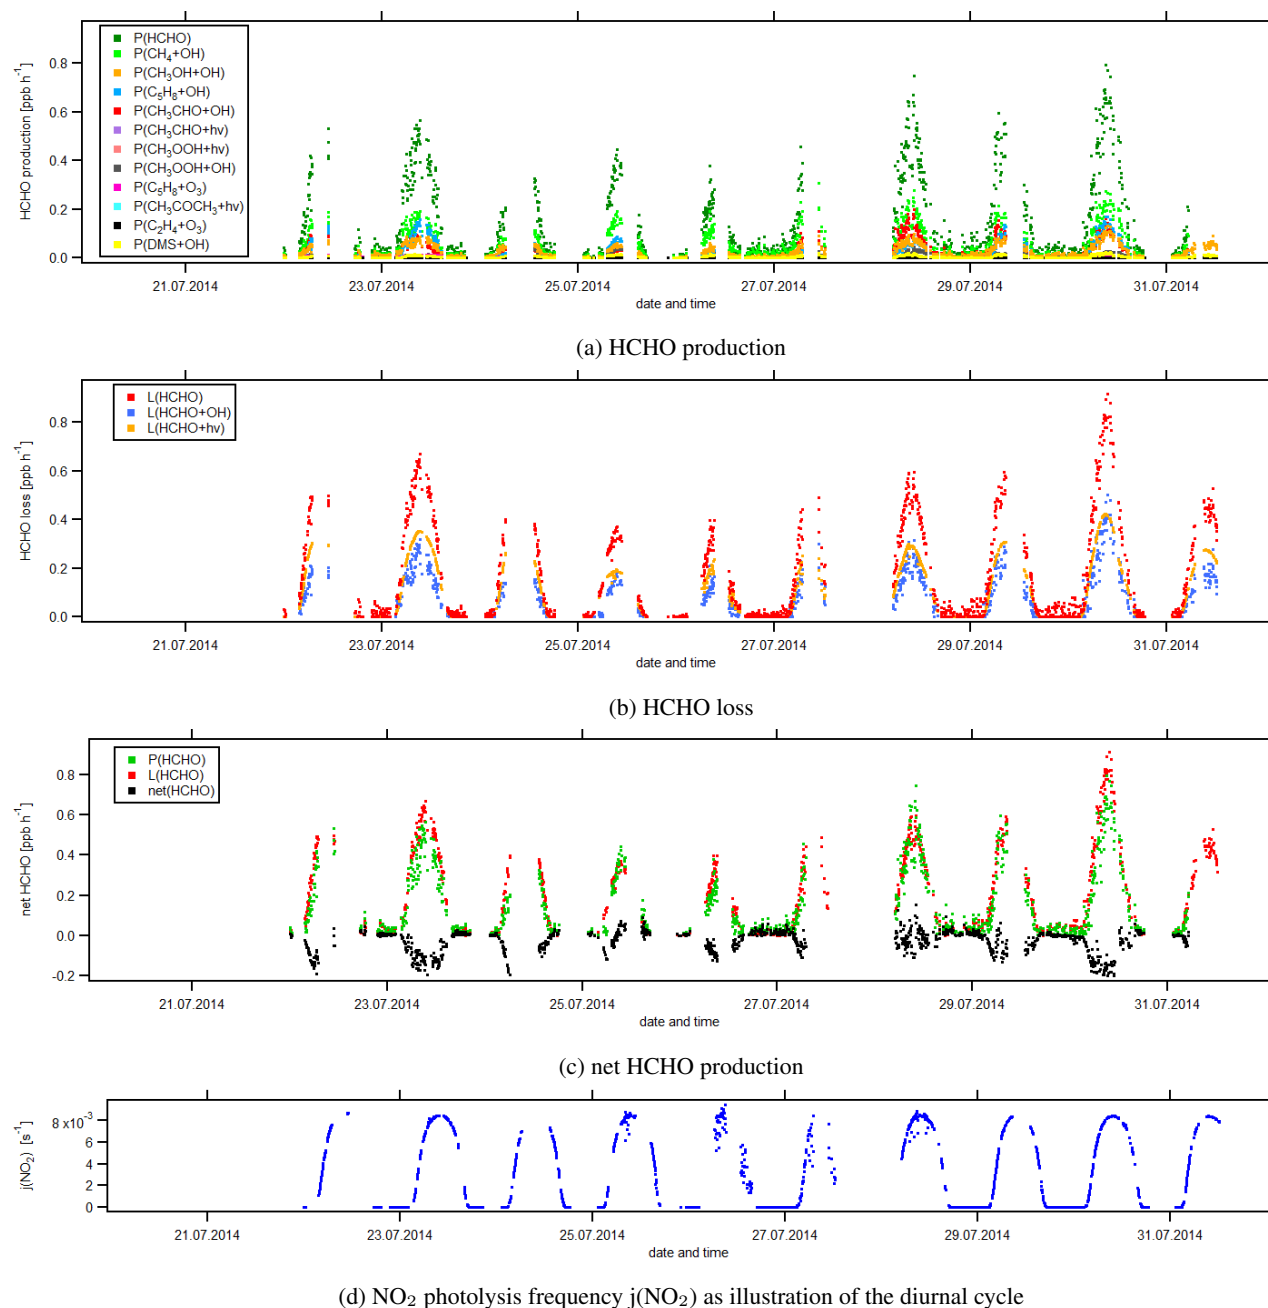 P(HCHO)
P(CH₄+OH)
P(CH₃OH+OH)
P(C₅H₈+OH)
P(CH₃CHO+OH)
P(CH₃CHO+hv)
P(CH₃OOH+hv)
P(CH₃OOH+OH)
P(C₅H₈+O₃)
P(CH₃COCH₃+hv)
P(C₂H₄+O₃)
P(DMS+OH)
HCHO production [ppb h⁻¹]
0.8
0.6
0.4
0.2
0.0
21.07.2014 23.07.2014 25.07.2014 27.07.2014 29.07.2014 31.07.2014
date and time
(a) HCHO production
L(HCHO)
L(HCHO+OH)
L(HCHO+hv)
HCHO loss [ppb h⁻¹]
0.8
0.6
0.4
0.2
0.0
21.07.2014 23.07.2014 25.07.2014 27.07.2014 29.07.2014 31.07.2014
date and time
(b) HCHO loss
P(HCHO)
L(HCHO)
net(HCHO)
net HCHO [ppb h⁻¹]
0.8
0.6
0.4
0.2
0.0
-0.2
21.07.2014 23.07.2014 25.07.2014 27.07.2014 29.07.2014 31.07.2014
date and time
(c) net HCHO production
j(NO₂) [s⁻¹]
8 x10⁻³
6
4
2
0
21.07.2014 23.07.2014 25.07.2014 27.07.2014 29.07.2014 31.07.2014
date and time
(d) NO₂ photolysis frequency j(NO₂) as illustration of the diurnal cycle